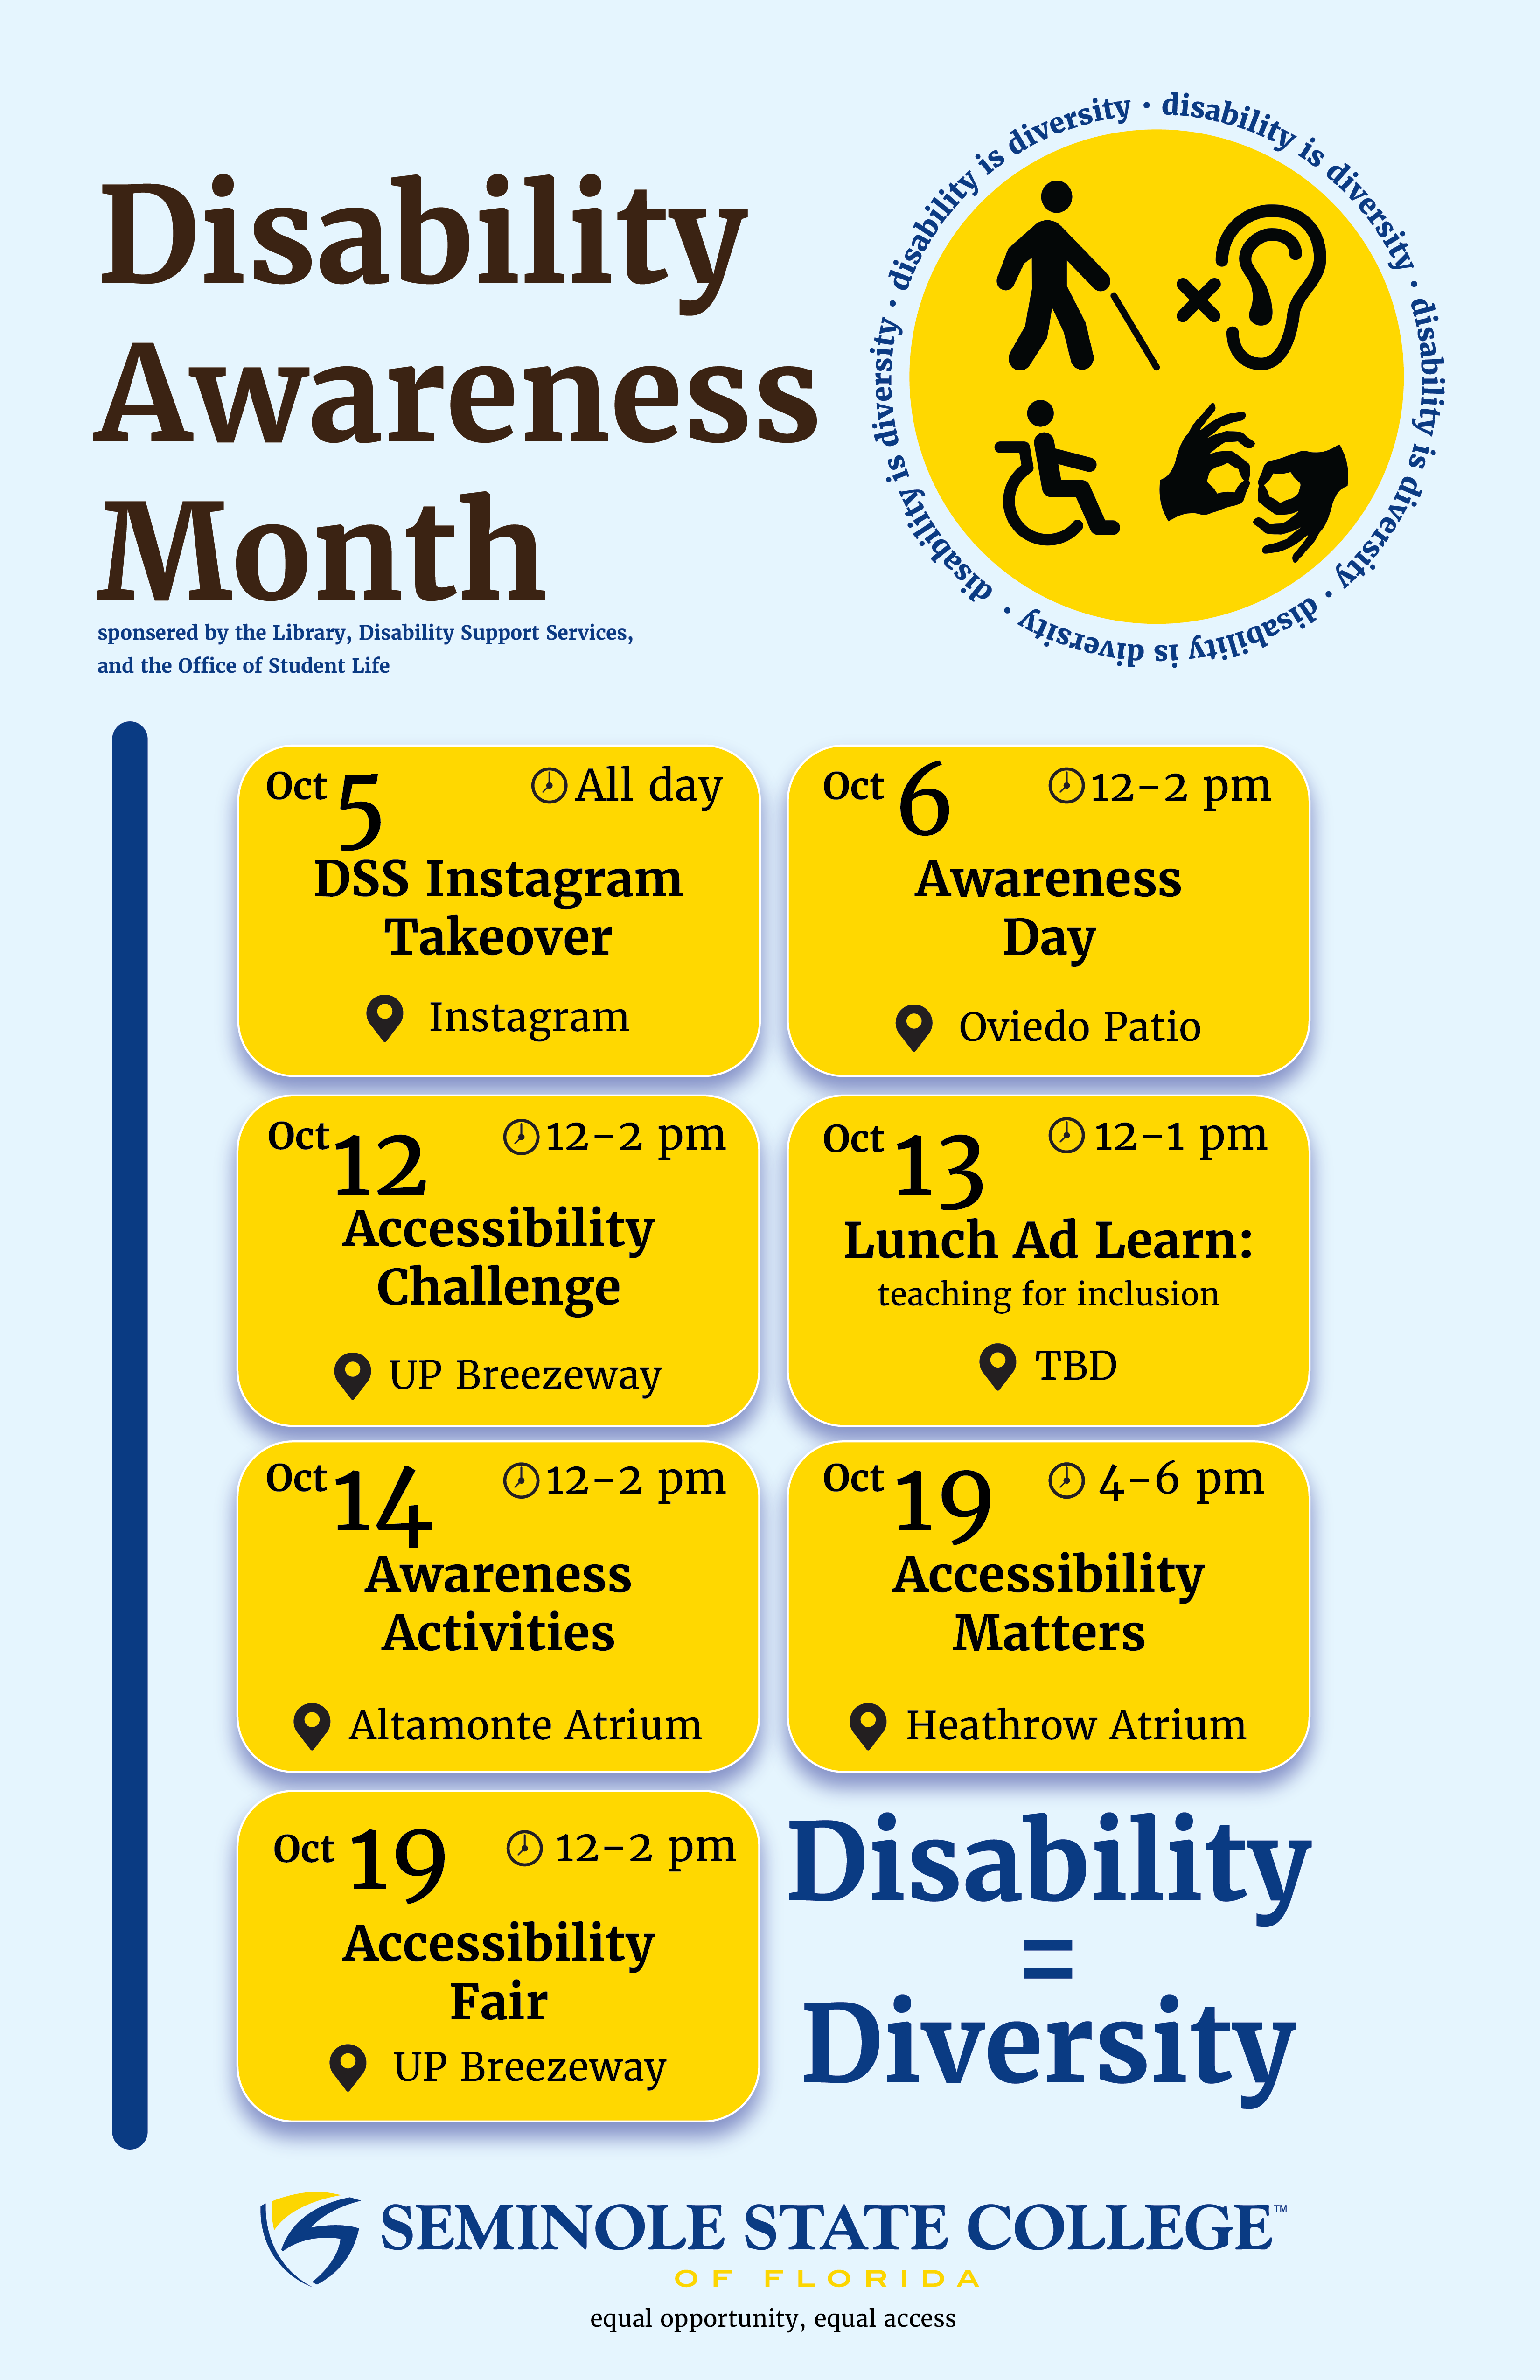 Disability
Awareness
Month
sponsered by the Library, Disability Support Services,
and the Office of Student Life
disability is diversity · disability is diversity · disability is diversity · disability is diversity · disability is diversity ·
Oct 5 All day
DSS Instagram
Takeover
Instagram
Oct 6 12-2 pm
Awareness
Day
Oviedo Patio
Oct 12 12-2 pm
Accessibility
Challenge
UP Breezeway
Oct 13 12-1 pm
Lunch Ad Learn:
teaching for inclusion
TBD
Oct 14 12-2 pm
Awareness
Activities
Altamonte Atrium
Oct 19 4-6 pm
Accessibility
Matters
Heathrow Atrium
Oct 19 12-2 pm
Accessibility
Fair
UP Breezeway
Disability
=
Diversity
SEMINOLE STATE COLLEGE™
OF FLORIDA
equal opportunity, equal access